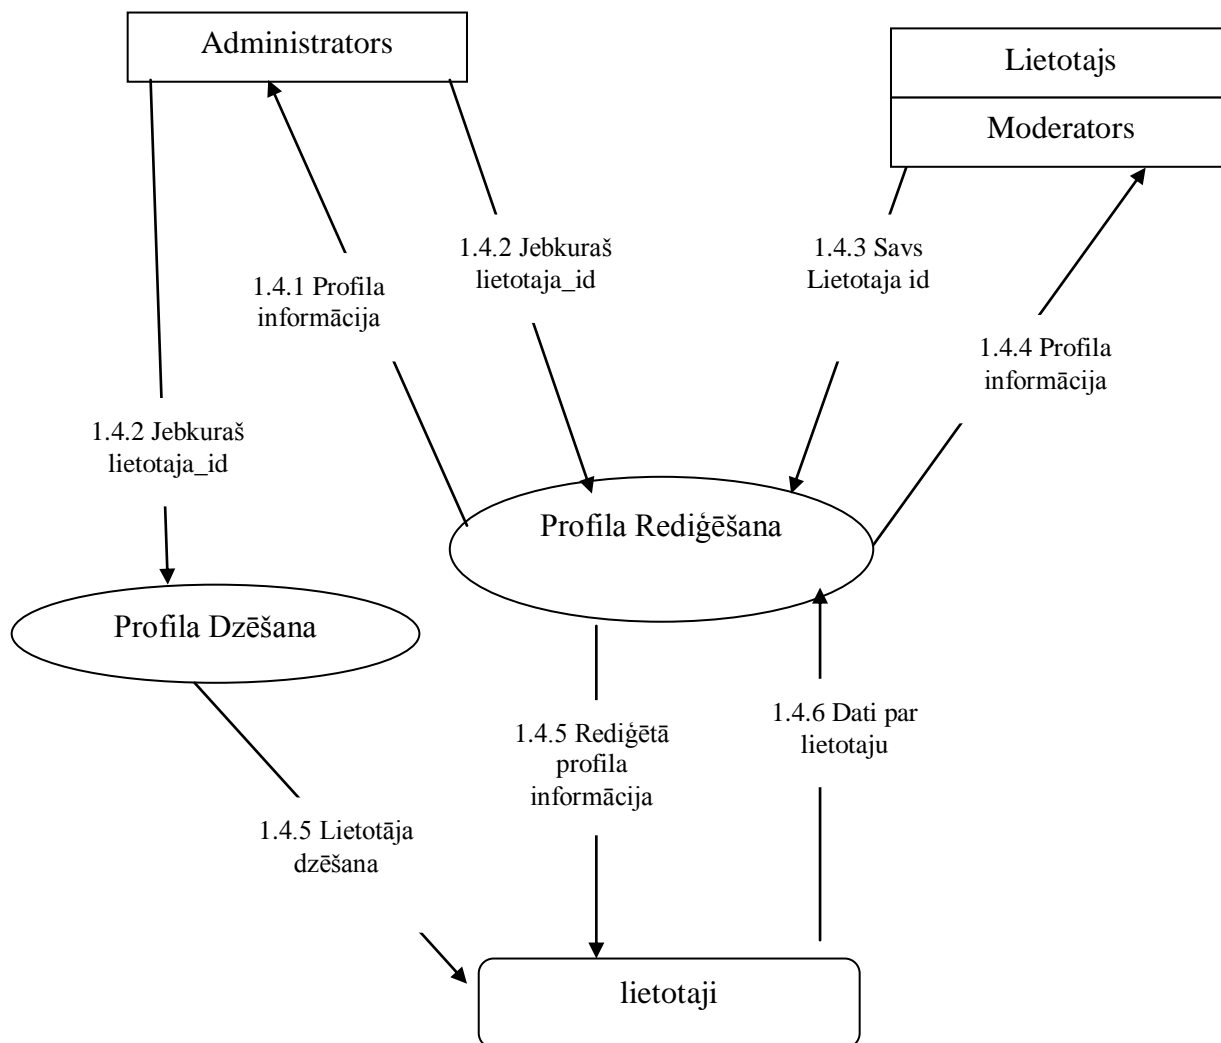 Administrators
Lietotajs
Moderators
1.4.2 Jebkuraš
lietotaja_id
1.4.3 Savs
Lietotaja id
1.4.1 Profila
informācija
1.4.4 Profila
informācija
1.4.2 Jebkuraš
lietotaja_id
Profila Rediģēšana
Profila Dzēšana
1.4.5 Rediģētā
profila
informācija
1.4.6 Dati par
lietotaju
1.4.5 Lietotāja
dzēšana
lietotaji